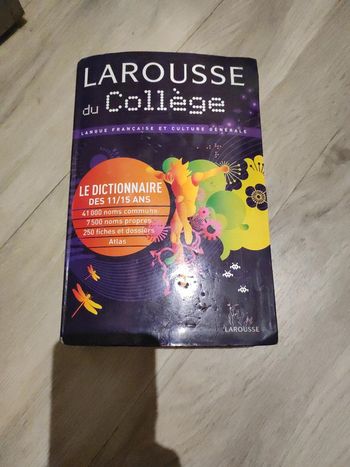 LAROUSSE
du Collège
LANGUE FRANÇAISE ET CULTURE GÉNÉRALE
LE DICTIONNAIRE
DES 11/15 ANS
41 000 noms communs
7 500 noms propres
250 fiches et dossiers
Atlas
LAROUSSE